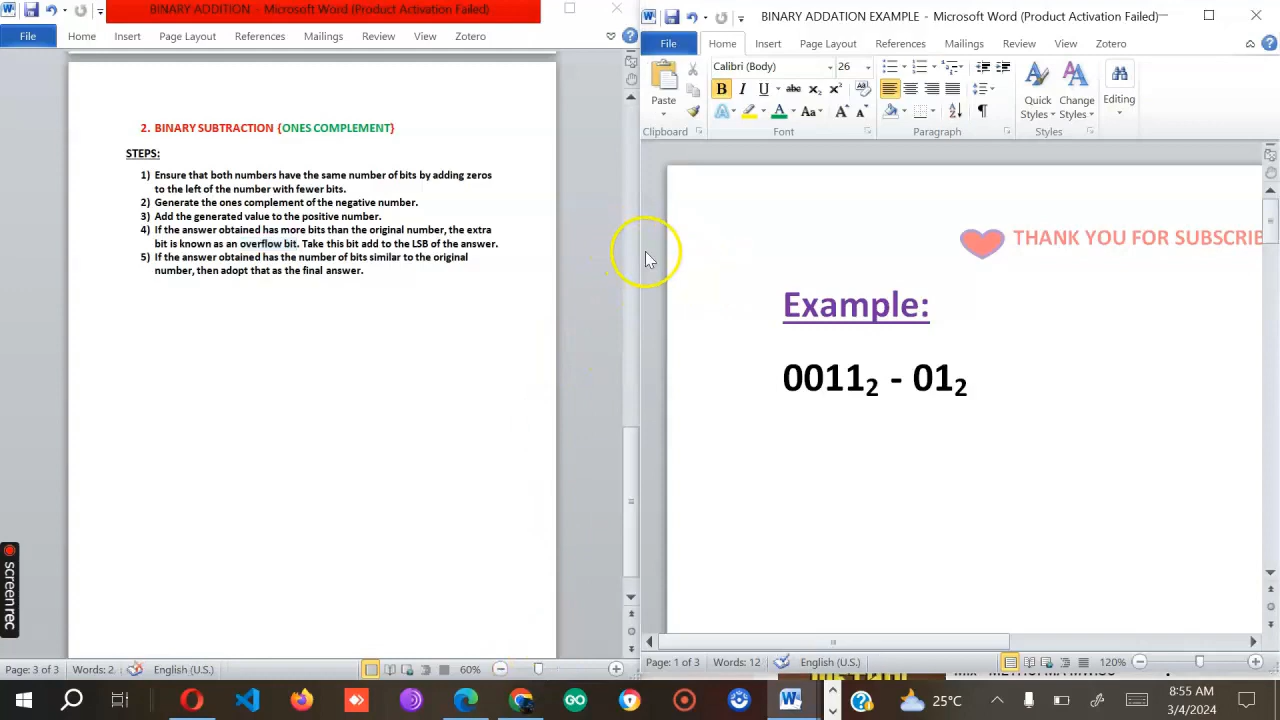 BINARY ADDITION - Microsoft Word (Product Activation Failed)
File Home Insert Page Layout References Mailings Review View Zotero
2. BINARY SUBTRACTION {ONES COMPLEMENT}
STEPS:
1) Ensure that both numbers have the same number of bits by adding zeros
to the left of the number with fewer bits.
2) Generate the ones complement of the negative number.
3) Add the generated value to the positive number.
4) If the answer obtained has more bits than the original number, the extra
bit is known as an overflow bit. Take this bit add to the LSB of the answer.
5) If the answer obtained has the number of bits similar to the original
number, then adopt that as the final answer.
screen rec
Page: 3 of 3 Words: 2 English (U.S.) 60%
BINARY ADDATION EXAMPLE - Microsoft Word (Product Activation Failed)
File Home Insert Page Layout References Mailings Review View Zotero
Calibri (Body) 26
Paste
B I U abc x₂ x² Aa A A
Quick Styles
Change Styles
Editing
Clipboard Font Paragraph Styles
THANK YOU FOR SUBSCRIB
Example:
0011₂ - 01₂
Page: 1 of 3 Words: 12 English (U.S.) 120%
GO
25°C
8:55 AM
3/4/2024